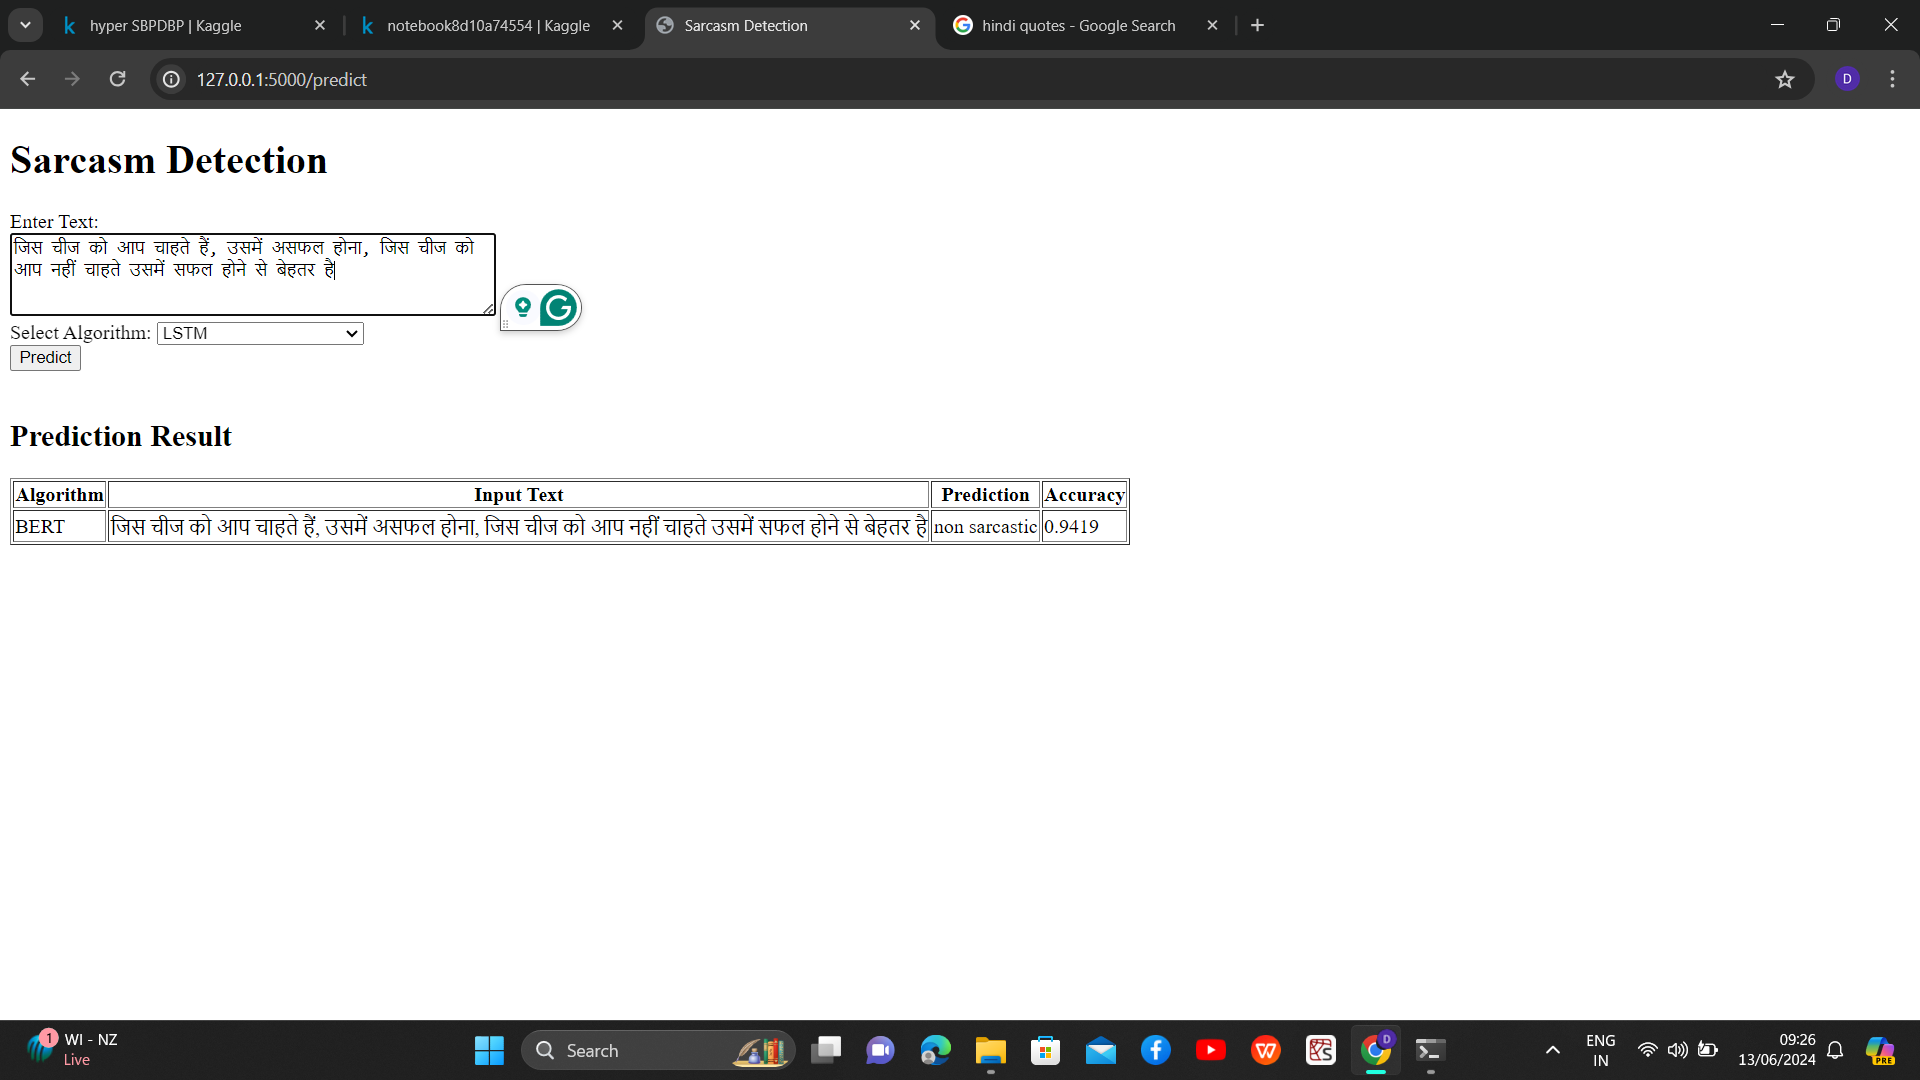 hyper SBPDBP | Kaggle
notebook8d10a74554 | Kaggle
Sarcasm Detection
hindi quotes - Google Search
127.0.0.1:5000/predict
D
Sarcasm Detection
Enter Text:
जिस चीज को आप चाहते हैं, उसमें असफल होना, जिस चीज को
आप नहीं चाहते उसमें सफल होने से बेहतर है
Select Algorithm: LSTM
Predict
Prediction Result
Algorithm Input Text Prediction Accuracy
BERT जिस चीज को आप चाहते हैं, उसमें असफल होना, जिस चीज को आप नहीं चाहते उसमें सफल होने से बेहतर है non sarcastic 0.9419
1 WI - NZ
Live
Search
D
ENG
IN
09:26
13/06/2024
PRE